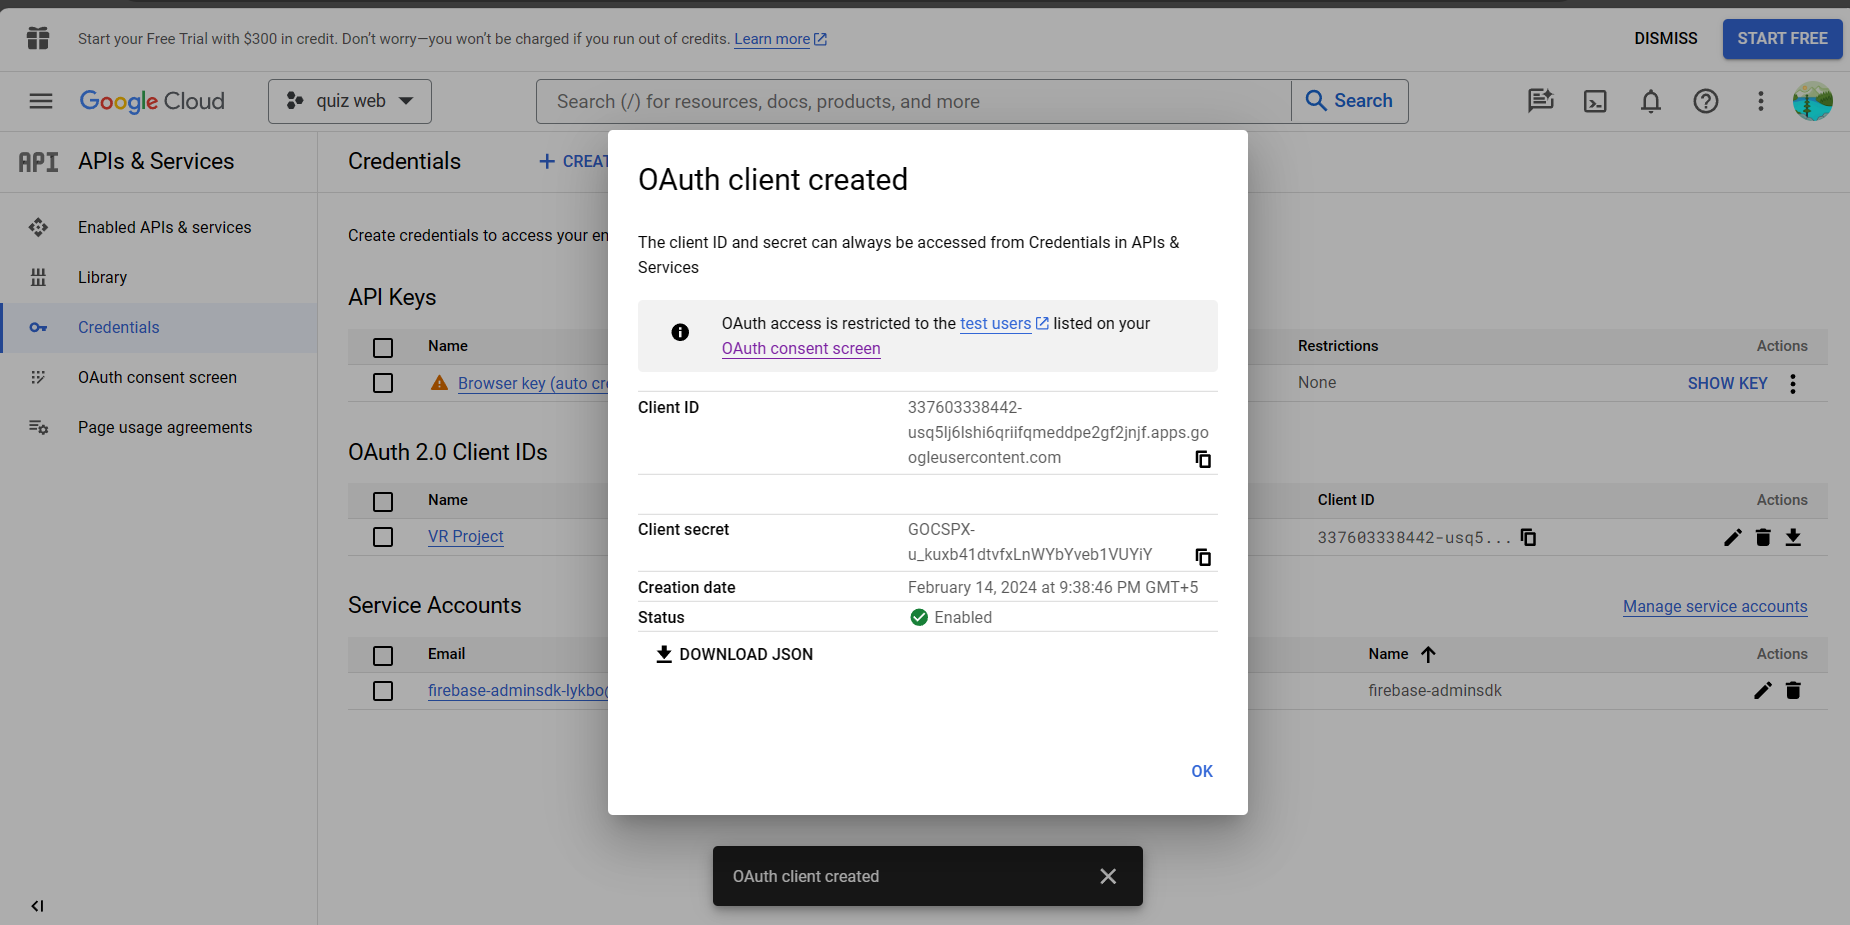 Start your Free Trial with $300 in credit. Don't worry—you won't be charged if you run out of credits. Learn more
DISMISS
START FREE
Google Cloud
quiz web
Search (/) for resources, docs, products, and more
Search
API
APIs & Services
Credentials
+ CREAT
Enabled APIs & services
Library
Credentials
OAuth consent screen
Page usage agreements
Create credentials to access your en
API Keys
Name
Restrictions
Actions
Browser key (auto cre
None
SHOW KEY
OAuth 2.0 Client IDs
Name
Client ID
Actions
VR Project
337603338442-usq5...
Service Accounts
Manage service accounts
Email
Name
Actions
firebase-adminsdk-lykbo@
firebase-adminsdk
OAuth client created
The client ID and secret can always be accessed from Credentials in APIs &
Services
OAuth access is restricted to the test users listed on your
OAuth consent screen
Client ID
337603338442-
usq5lj6lshi6qriifqmeddpe2gf2jnjf.apps.go
ogleusercontent.com
Client secret
GOCSPX-
u_kuxb41dtvfxLnWYbYveb1VUYiY
Creation date
February 14, 2024 at 9:38:46 PM GMT+5
Status
Enabled
DOWNLOAD JSON
OK
OAuth client created